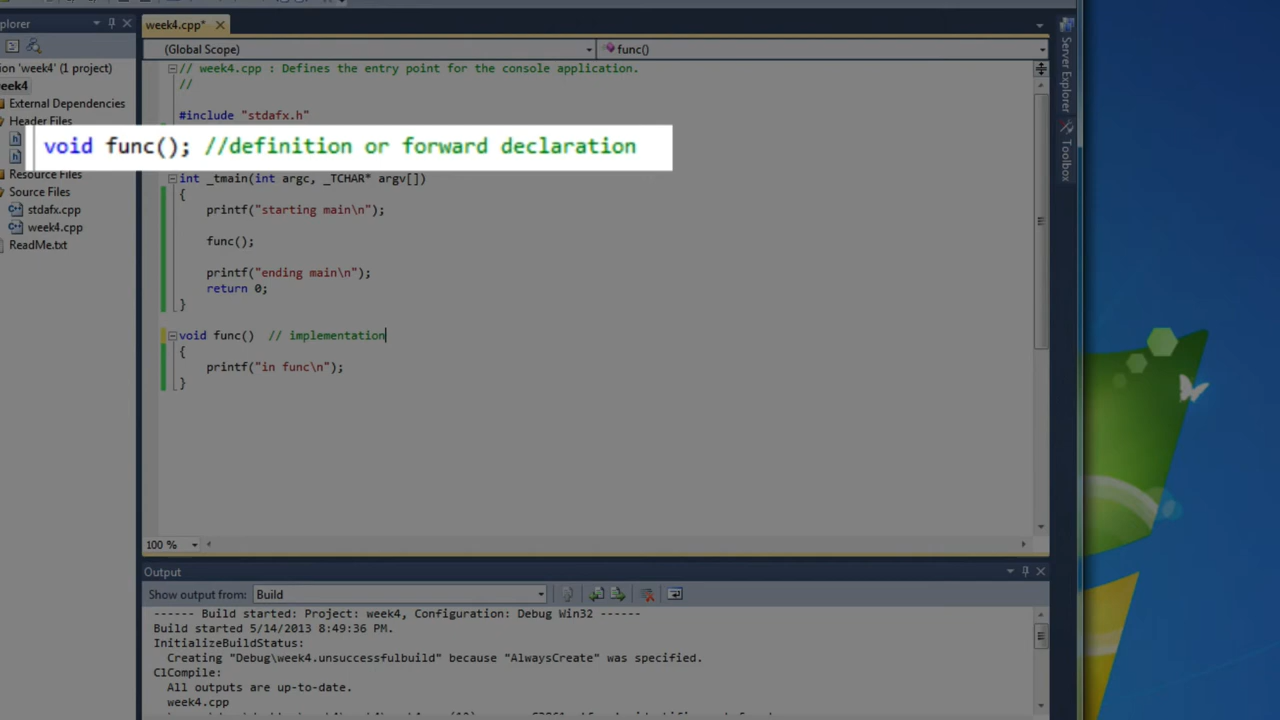 plorer
week4.cpp*
(Global Scope)
func()
ion 'week4' (1 project)
week4
External Dependencies
Header Files
Resource Files
Source Files
stdafx.cpp
week4.cpp
ReadMe.txt
// week4.cpp : Defines the entry point for the console application.
//
#include "stdafx.h"
void func(); //definition or forward declaration
int _tmain(int argc, _TCHAR* argv[])
{
printf("starting main\n");
func();
printf("ending main\n");
return 0;
}
void func() // implementation
{
printf("in func\n");
}
100 %
Server Explorer
Toolbox
Output
Show output from: Build
------ Build started: Project: week4, Configuration: Debug Win32 ------
Build started 5/14/2013 8:49:36 PM.
InitializeBuildStatus:
Creating "Debug\week4.unsuccessfulbuild" because "AlwaysCreate" was specified.
ClCompile:
All outputs are up-to-date.
week4.cpp